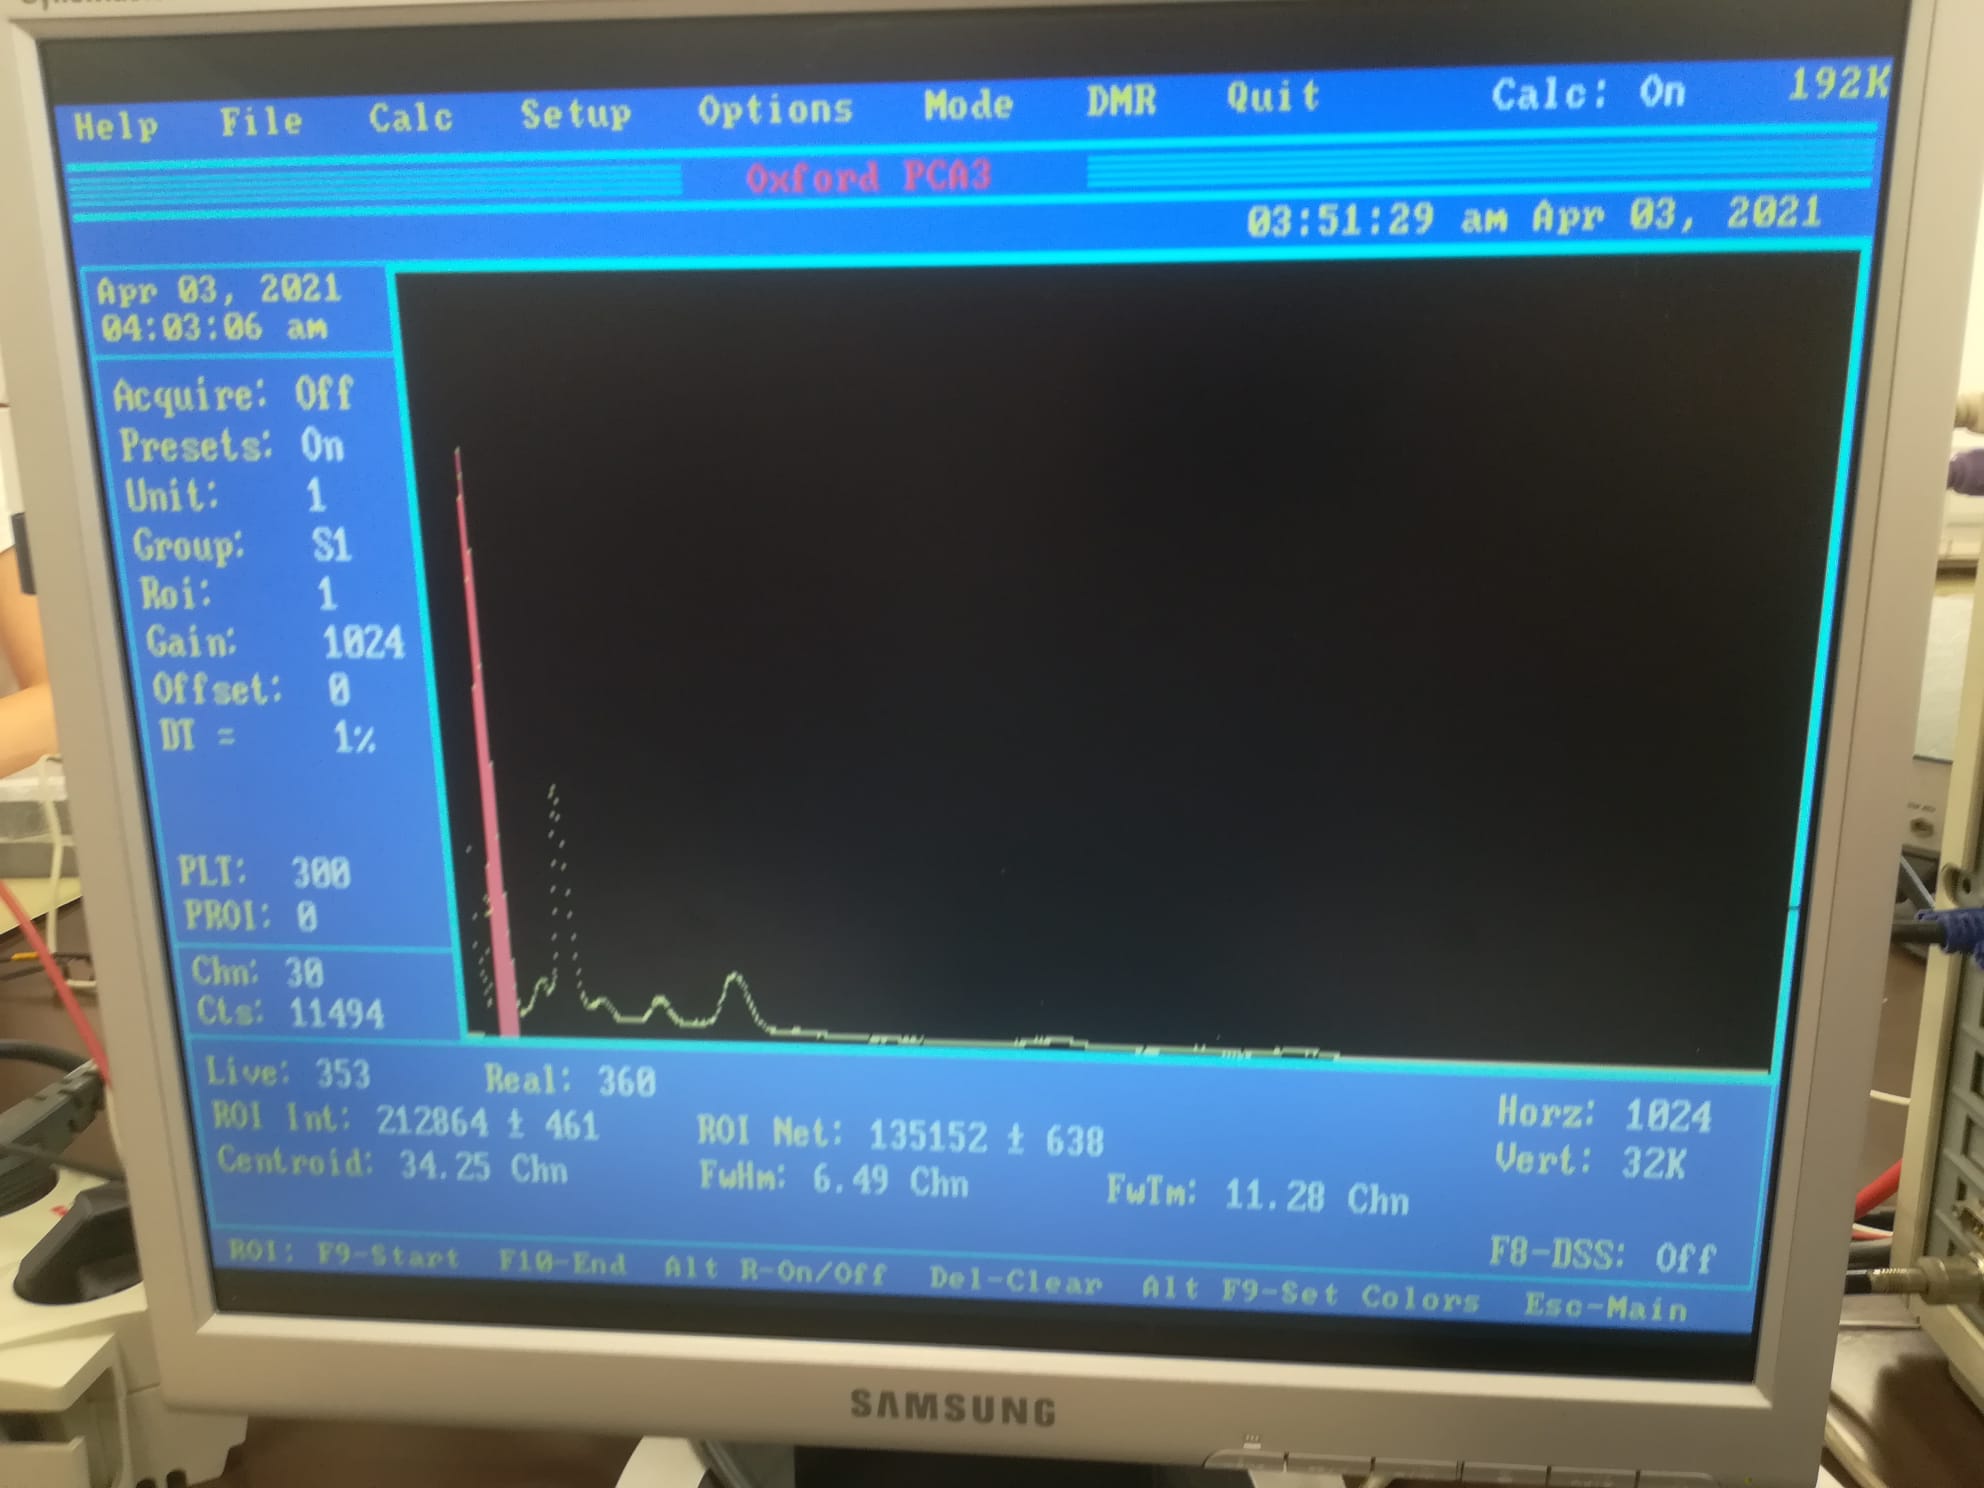 Help File Calc Setup Options Mode DMR Quit Calc: On 192K
Oxford PCA3
03:51:29 am Apr 03, 2021
Apr 03, 2021
04:03:06 am
Acquire: Off
Presets: On
Unit: 1
Group: S1
Roi: 1
Gain: 1024
Offset: 0
DT = 1%
PLT: 300
PROI: 0
Chn: 30
Cts: 11494
Live: 353 Real: 360
ROI Int: 212864 ± 461 ROI Net: 135152 ± 638 Horz: 1024
Centroid: 34.25 Chn FwHm: 6.49 Chn FwTm: 11.28 Chn Vert: 32K
F8-DSS: Off
ROI: F9-Start F10-End Alt R-On/Off Del-Clear Alt F9-Set Colors Esc-Main
SAMSUNG